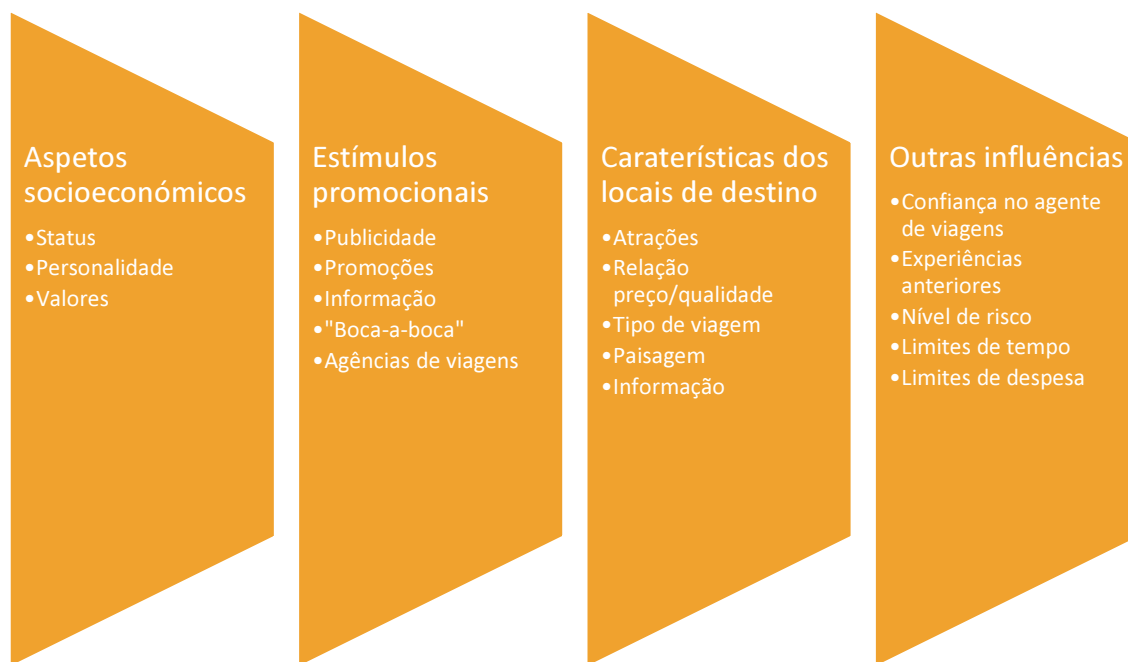 Aspetos
socioeconómicos
•Status
•Personalidade
•Valores
Estímulos
promocionais
•Publicidade
•Promoções
•Informação
•"Boca-a-boca"
•Agências de viagens
Caraterísticas dos
locais de destino
•Atrações
•Relação
preço/qualidade
•Tipo de viagem
•Paisagem
•Informação
Outras influências
•Confiança no agente
de viagens
•Experiências
anteriores
•Nível de risco
•Limites de tempo
•Limites de despesa